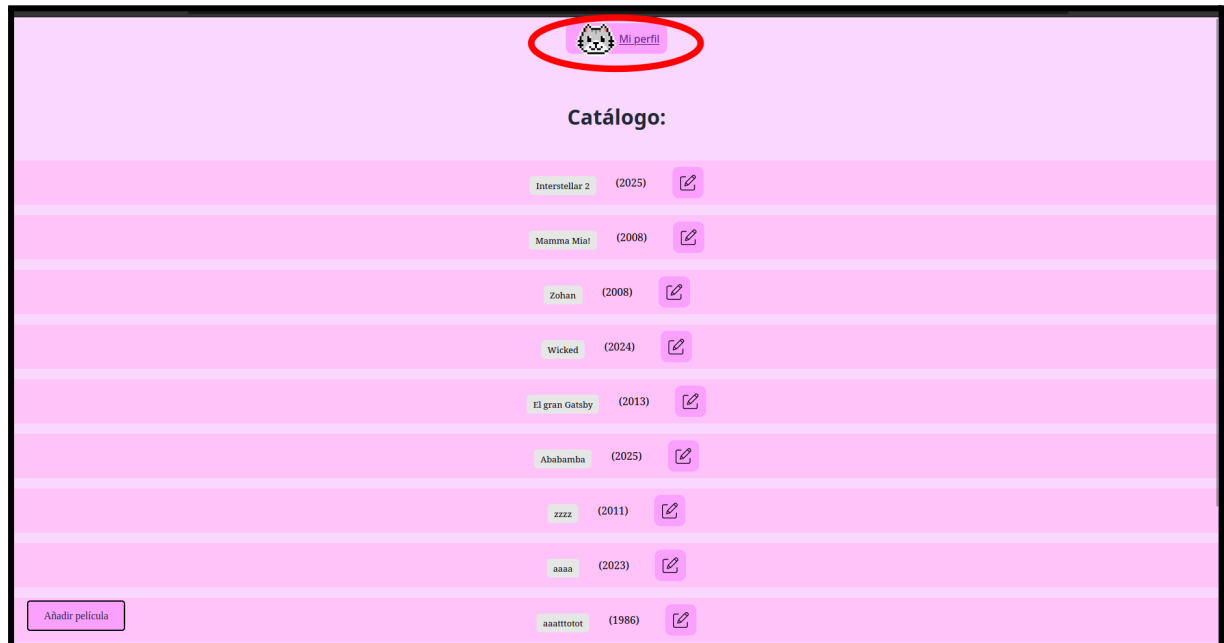 Mi perfil
Catálogo:
Interstellar 2 (2025)
Mamma Mia! (2008)
Zohan (2008)
Wicked (2024)
El gran Gatsby (2013)
Ababamba (2025)
zzzz (2011)
aaaa (2023)
aaatttotot (1986)
Añadir película